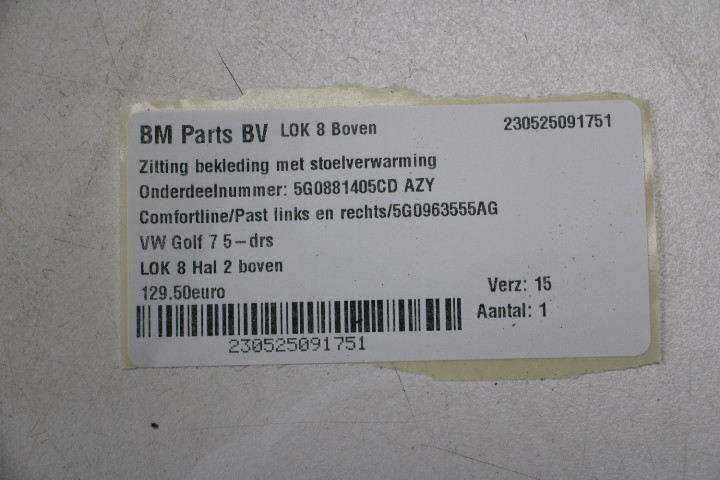 BM Parts BV LOK 8 Boven 230525091751
Zitting bekleding met stoelverwarming
Onderdeelnummer: 5G0881405CD AZY
Comfortline/Past links en rechts/5G0963555AG
VW Golf 7 5-drs
LOK 8 Hal 2 boven
129.50euro Verz: 15
Aantal: 1
230525091751